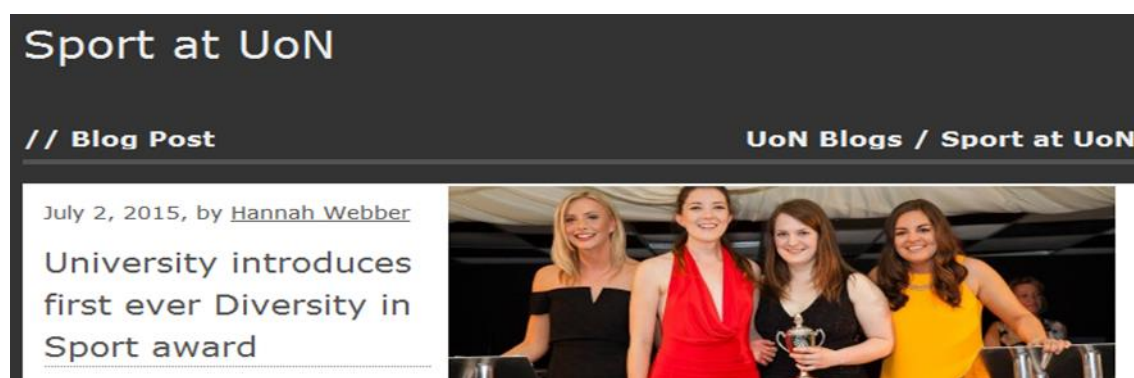 Sport at UoN
// Blog Post
UoN Blogs / Sport at UoN
July 2, 2015, by Hannah Webber
University introduces
first ever Diversity in
Sport award